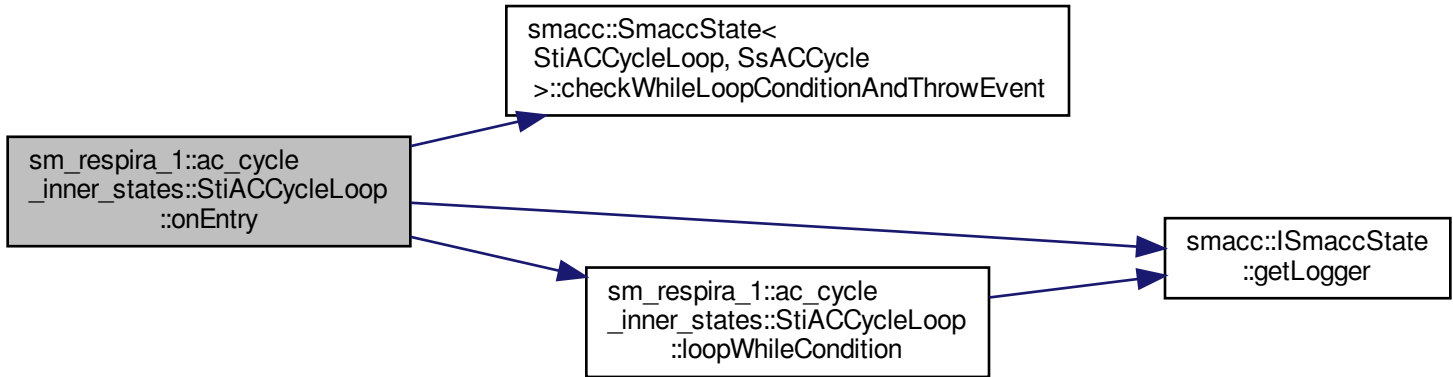 smacc::SmaccState<
StiACCycleLoop, SsACCycle
>::checkWhileLoopConditionAndThrowEvent
sm_respira_1::ac_cycle
_inner_states::StiACCycleLoop
::onEntry
smacc::ISmaccState
::getLogger
sm_respira_1::ac_cycle
_inner_states::StiACCycleLoop
::loopWhileCondition